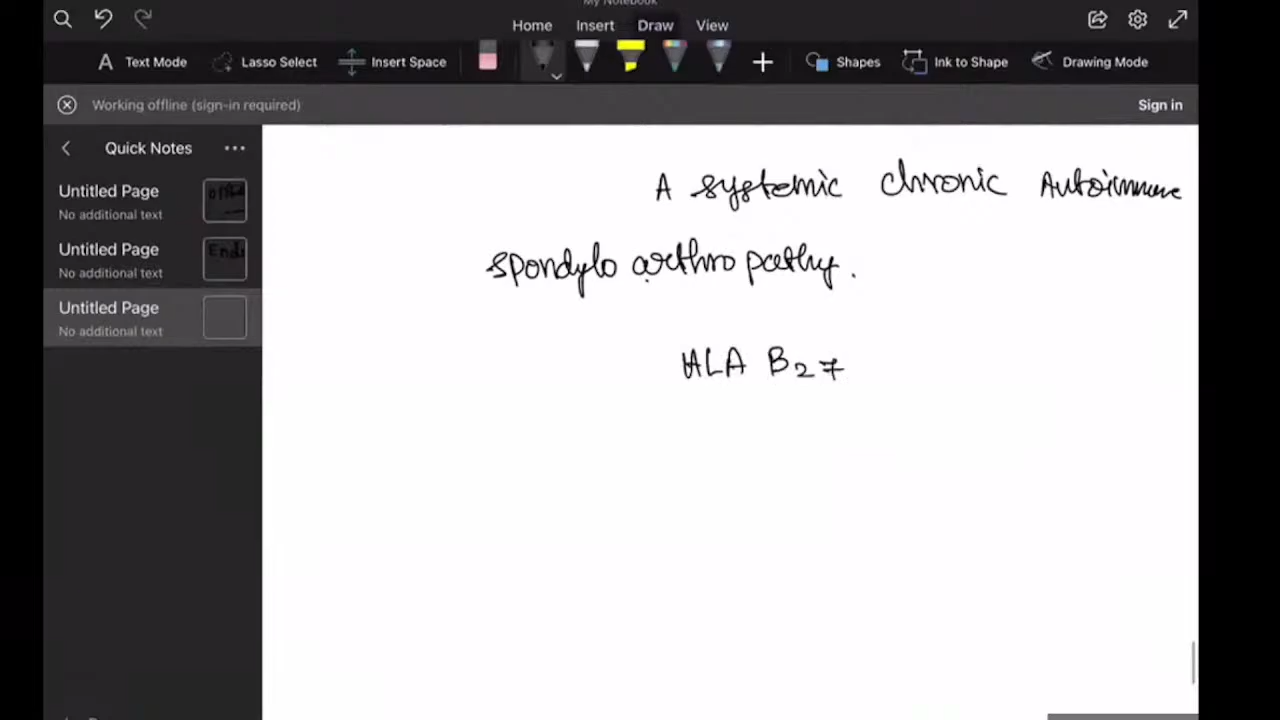 My Notebook
Home Insert Draw View
Text Mode Lasso Select Insert Space Shapes Ink to Shape Drawing Mode
Working offline (sign-in required) Sign in
Quick Notes
Untitled Page
No additional text
Untitled Page
No additional text
Untitled Page
No additional text
A systemic chronic Autoimmune
spondylo arthropathy.
HLA B27